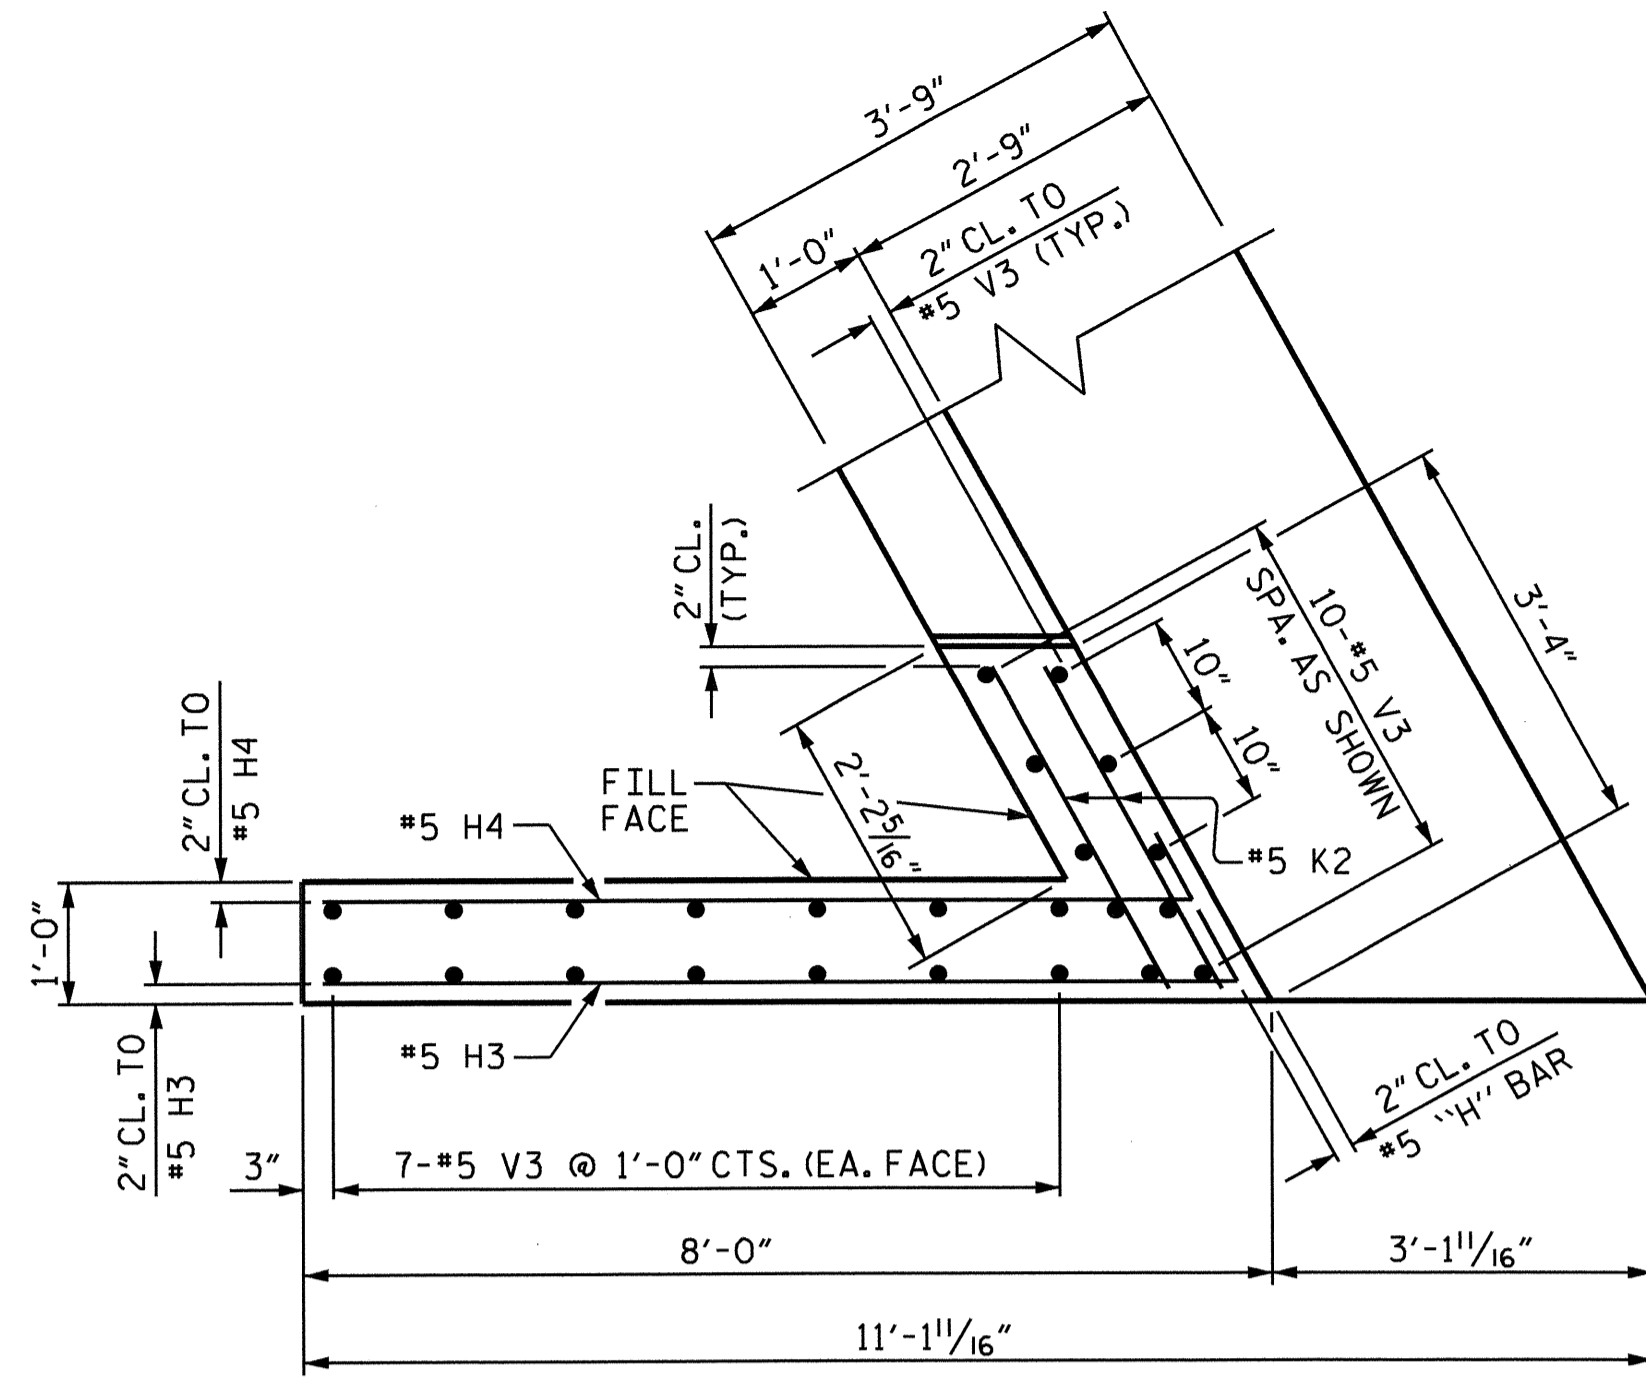 3'-9"
2'-9"
1'-0"
2" CL. TO
#5 V3 (TYP.)
2" CL.
(TYP.)
10-#5 V3
SPA. AS SHOWN
3'-4"
10"
10"
2'-2 5/16"
2" CL. TO
#5 H4
FILL
FACE
#5 H4
#5 K2
1'-0"
#5 H3
2" CL. TO
#5 H3
2" CL. TO
#5 "H" BAR
3"
7-#5 V3 @ 1'-0" CTS. (EA. FACE)
8'-0"
3'-1 11/16"
11'-1 11/16"